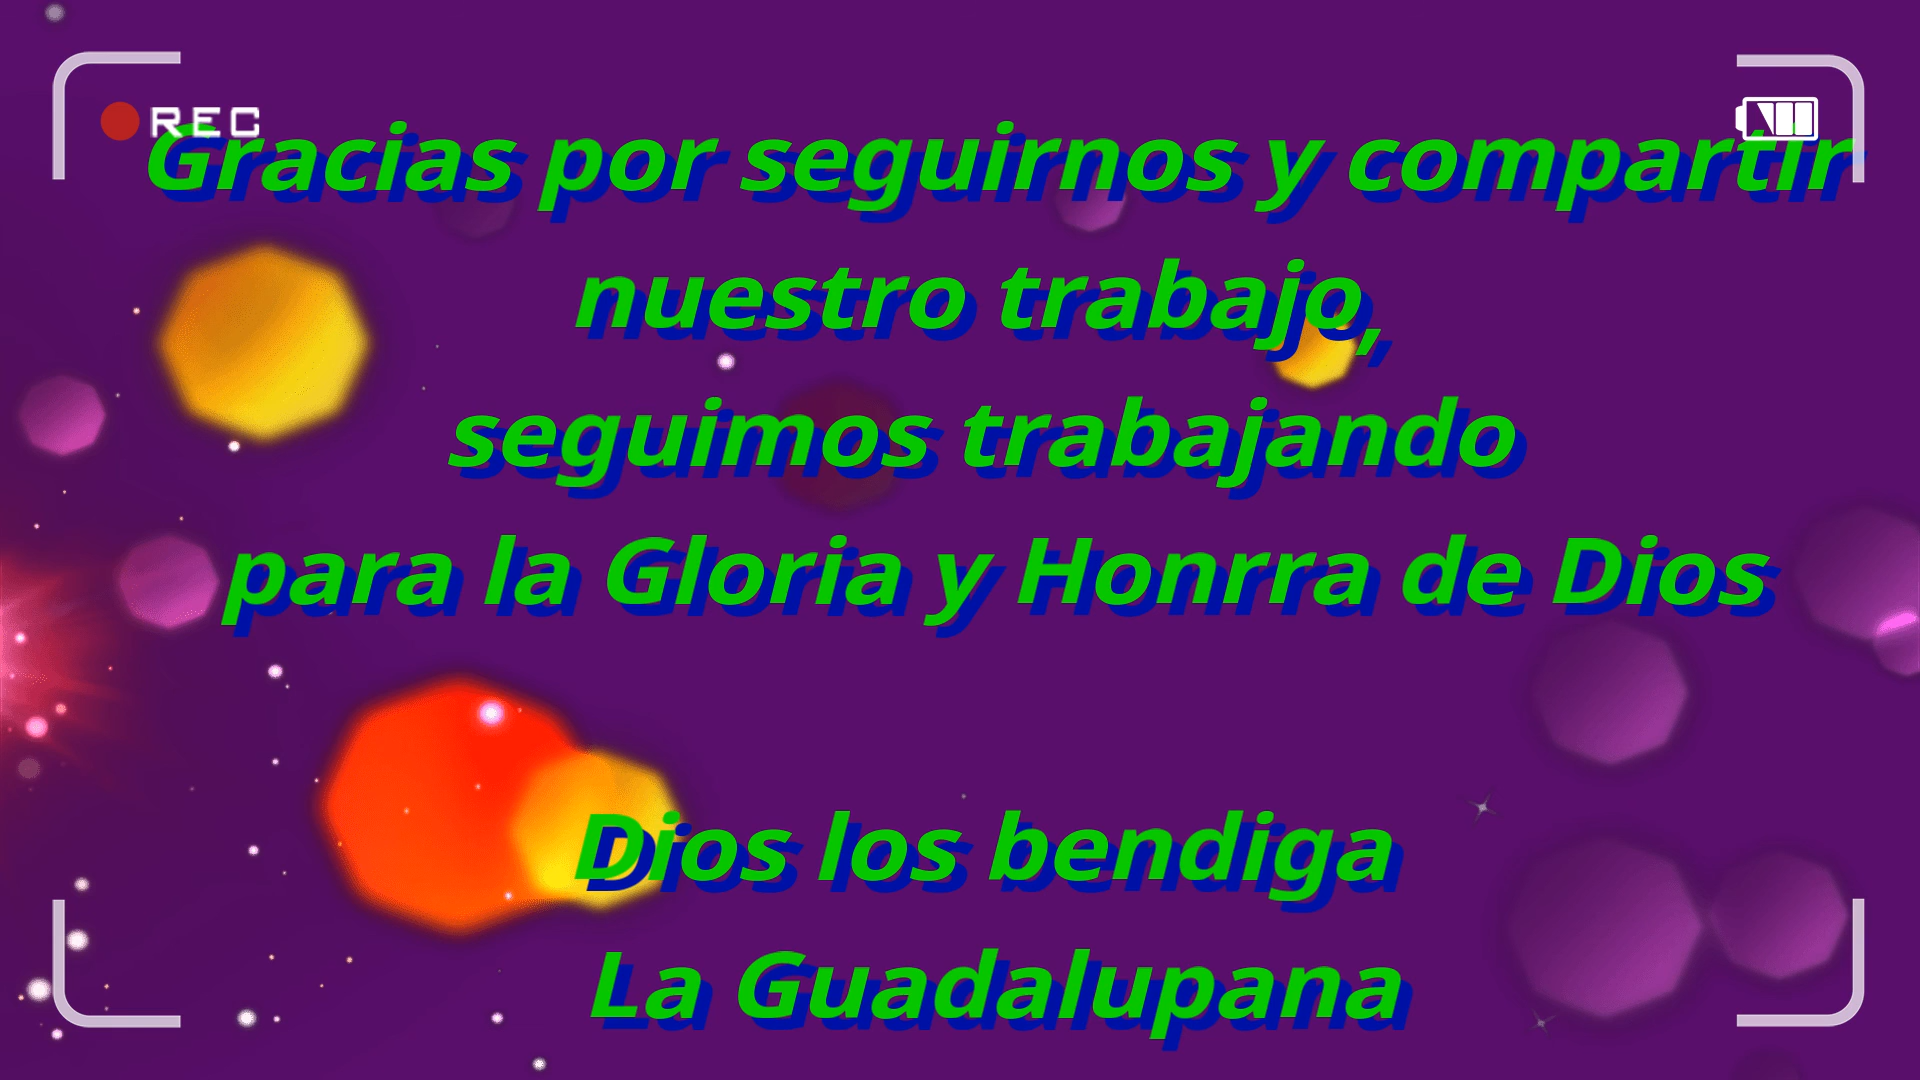 REC
Gracias por seguirnos y compartir
nuestro trabajo,
seguimos trabajando
para la Gloria y Honrra de Dios
Dios los bendiga
La Guadalupana